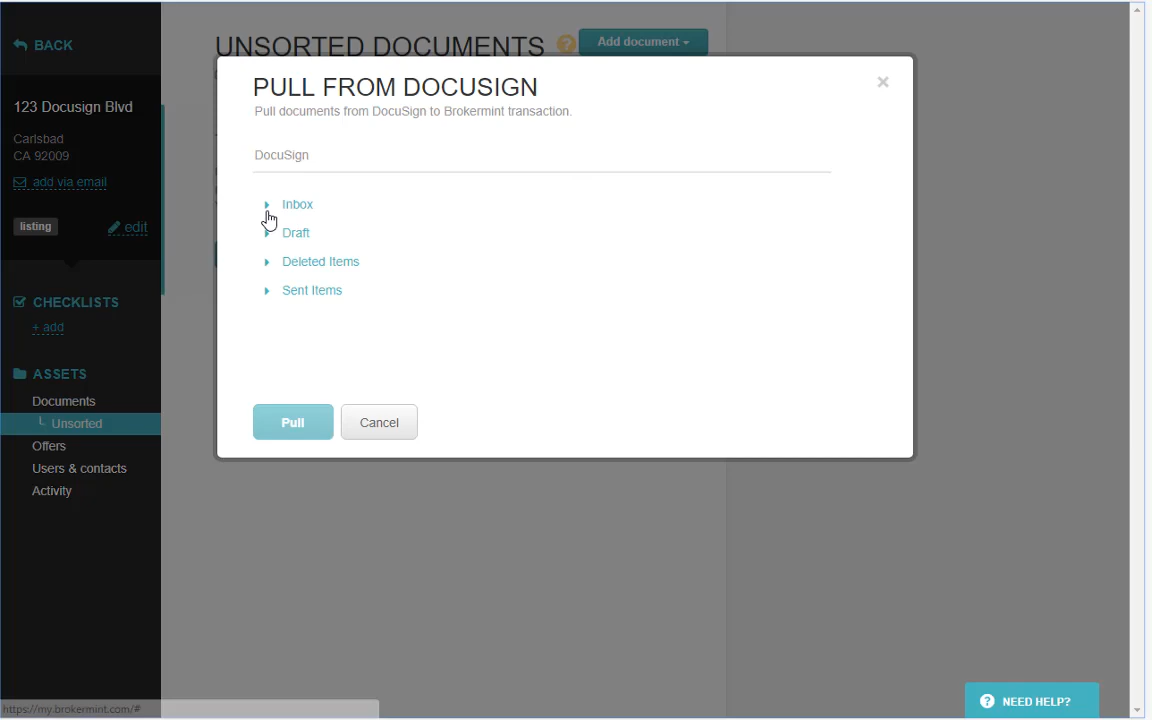 BACK
UNSORTED DOCUMENTS
?
Add document
PULL FROM DOCUSIGN
×
Pull documents from DocuSign to Brokermint transaction.
123 Docusign Blvd
Carlsbad
CA 92009
add via email
listing
edit
DocuSign
Inbox
Draft
Deleted Items
Sent Items
CHECKLISTS
+ add
ASSETS
Documents
Unsorted
Offers
Users & contacts
Activity
Pull
Cancel
? NEED HELP?
https://my.brokermint.com/#